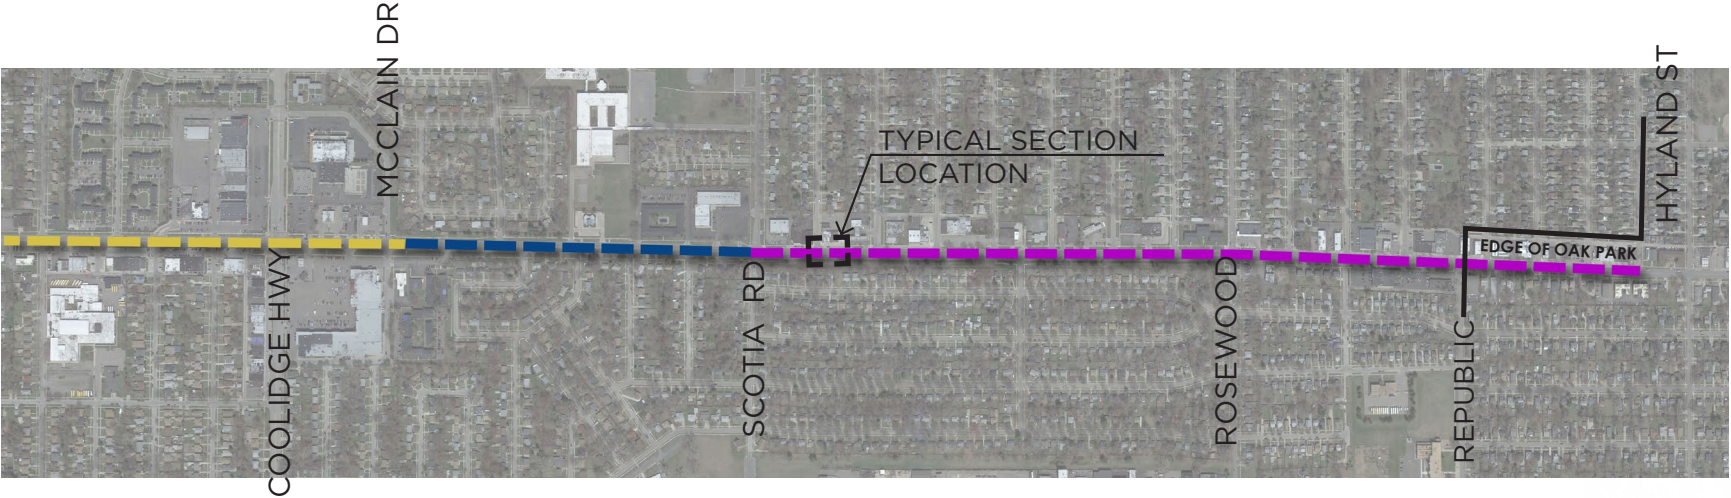 MCCLAIN DR
HYLAND ST
TYPICAL SECTION
LOCATION
EDGE OF OAK PARK
COOLIDGE HWY
SCOTIA RD
ROSEWOOD
REPUBLIC